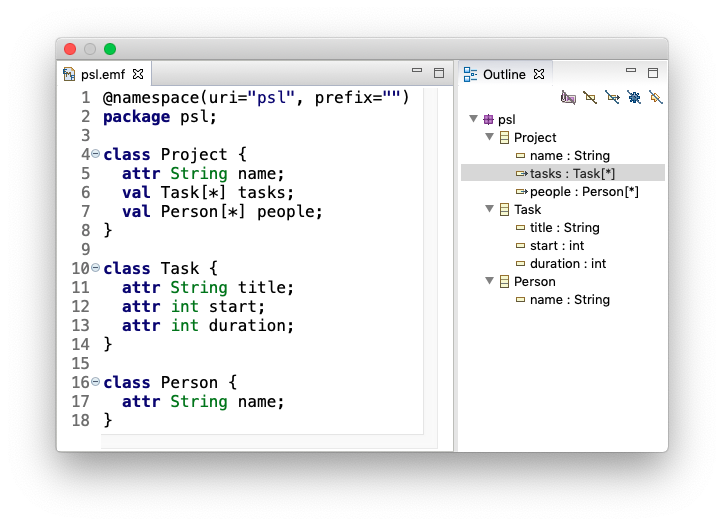 psl.emf
1 @namespace(uri="psl", prefix="")
2 package psl;
3
4 class Project {
5 attr String name;
6 val Task[*] tasks;
7 val Person[*] people;
8 }
9
10 class Task {
11 attr String title;
12 attr int start;
13 attr int duration;
14 }
15
16 class Person {
17 attr String name;
18 }
Outline
psl
Project
name : String
tasks : Task[*]
people : Person[*]
Task
title : String
start : int
duration : int
Person
name : String